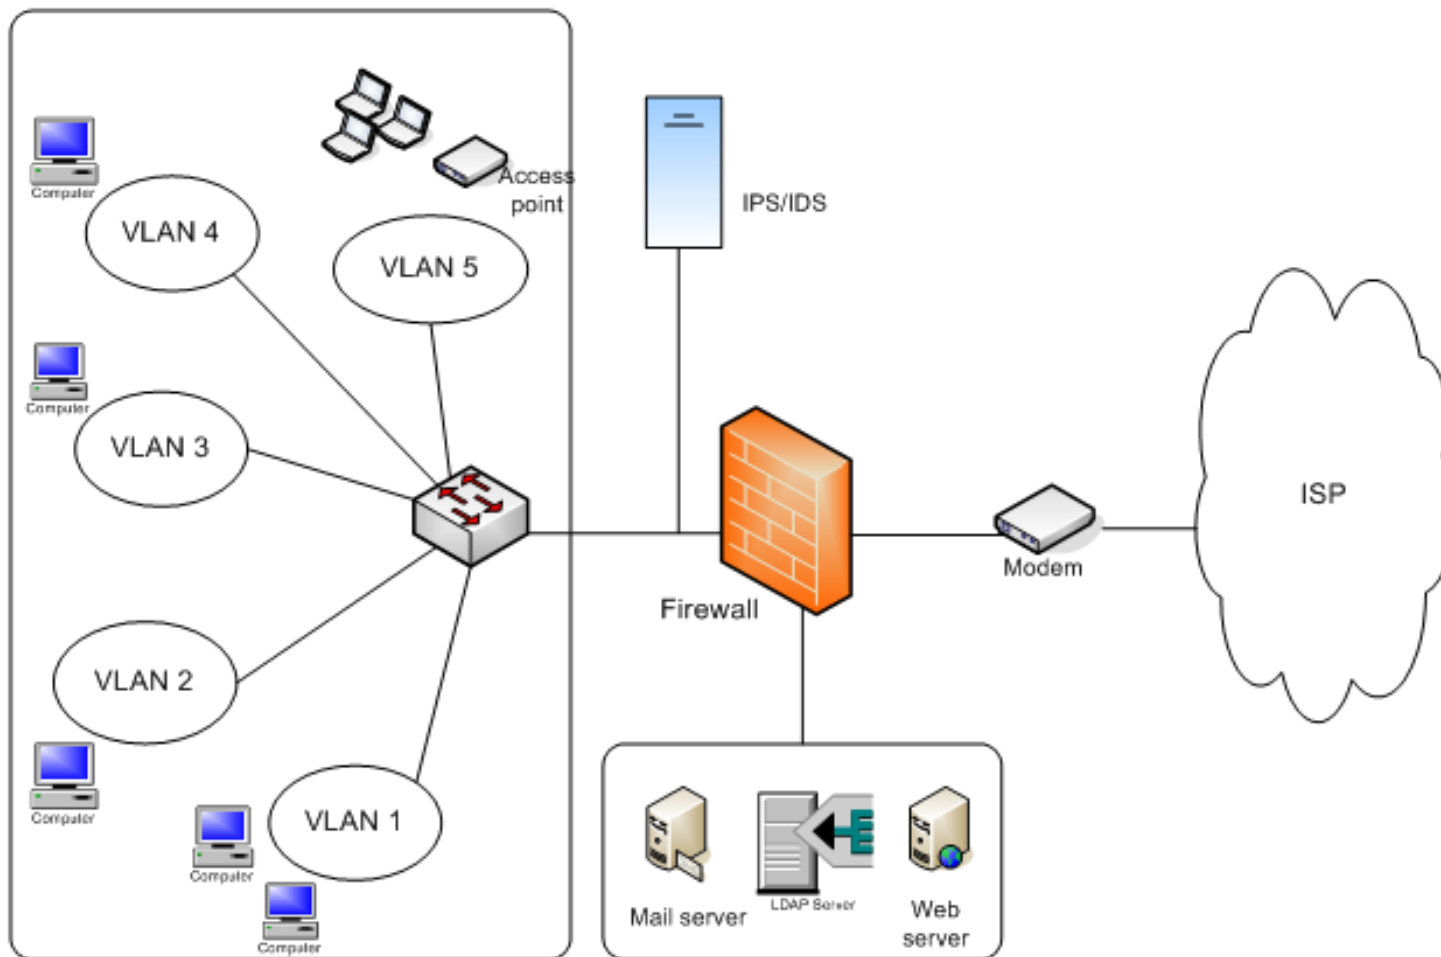 Access
point
Computer
VLAN 4
VLAN 5
IPS/IDS
Computer
VLAN 3
ISP
Modem
Firewall
VLAN 2
Computer
VLAN 1
Computer
Computer
Mail server
LDAP Server
Web
server